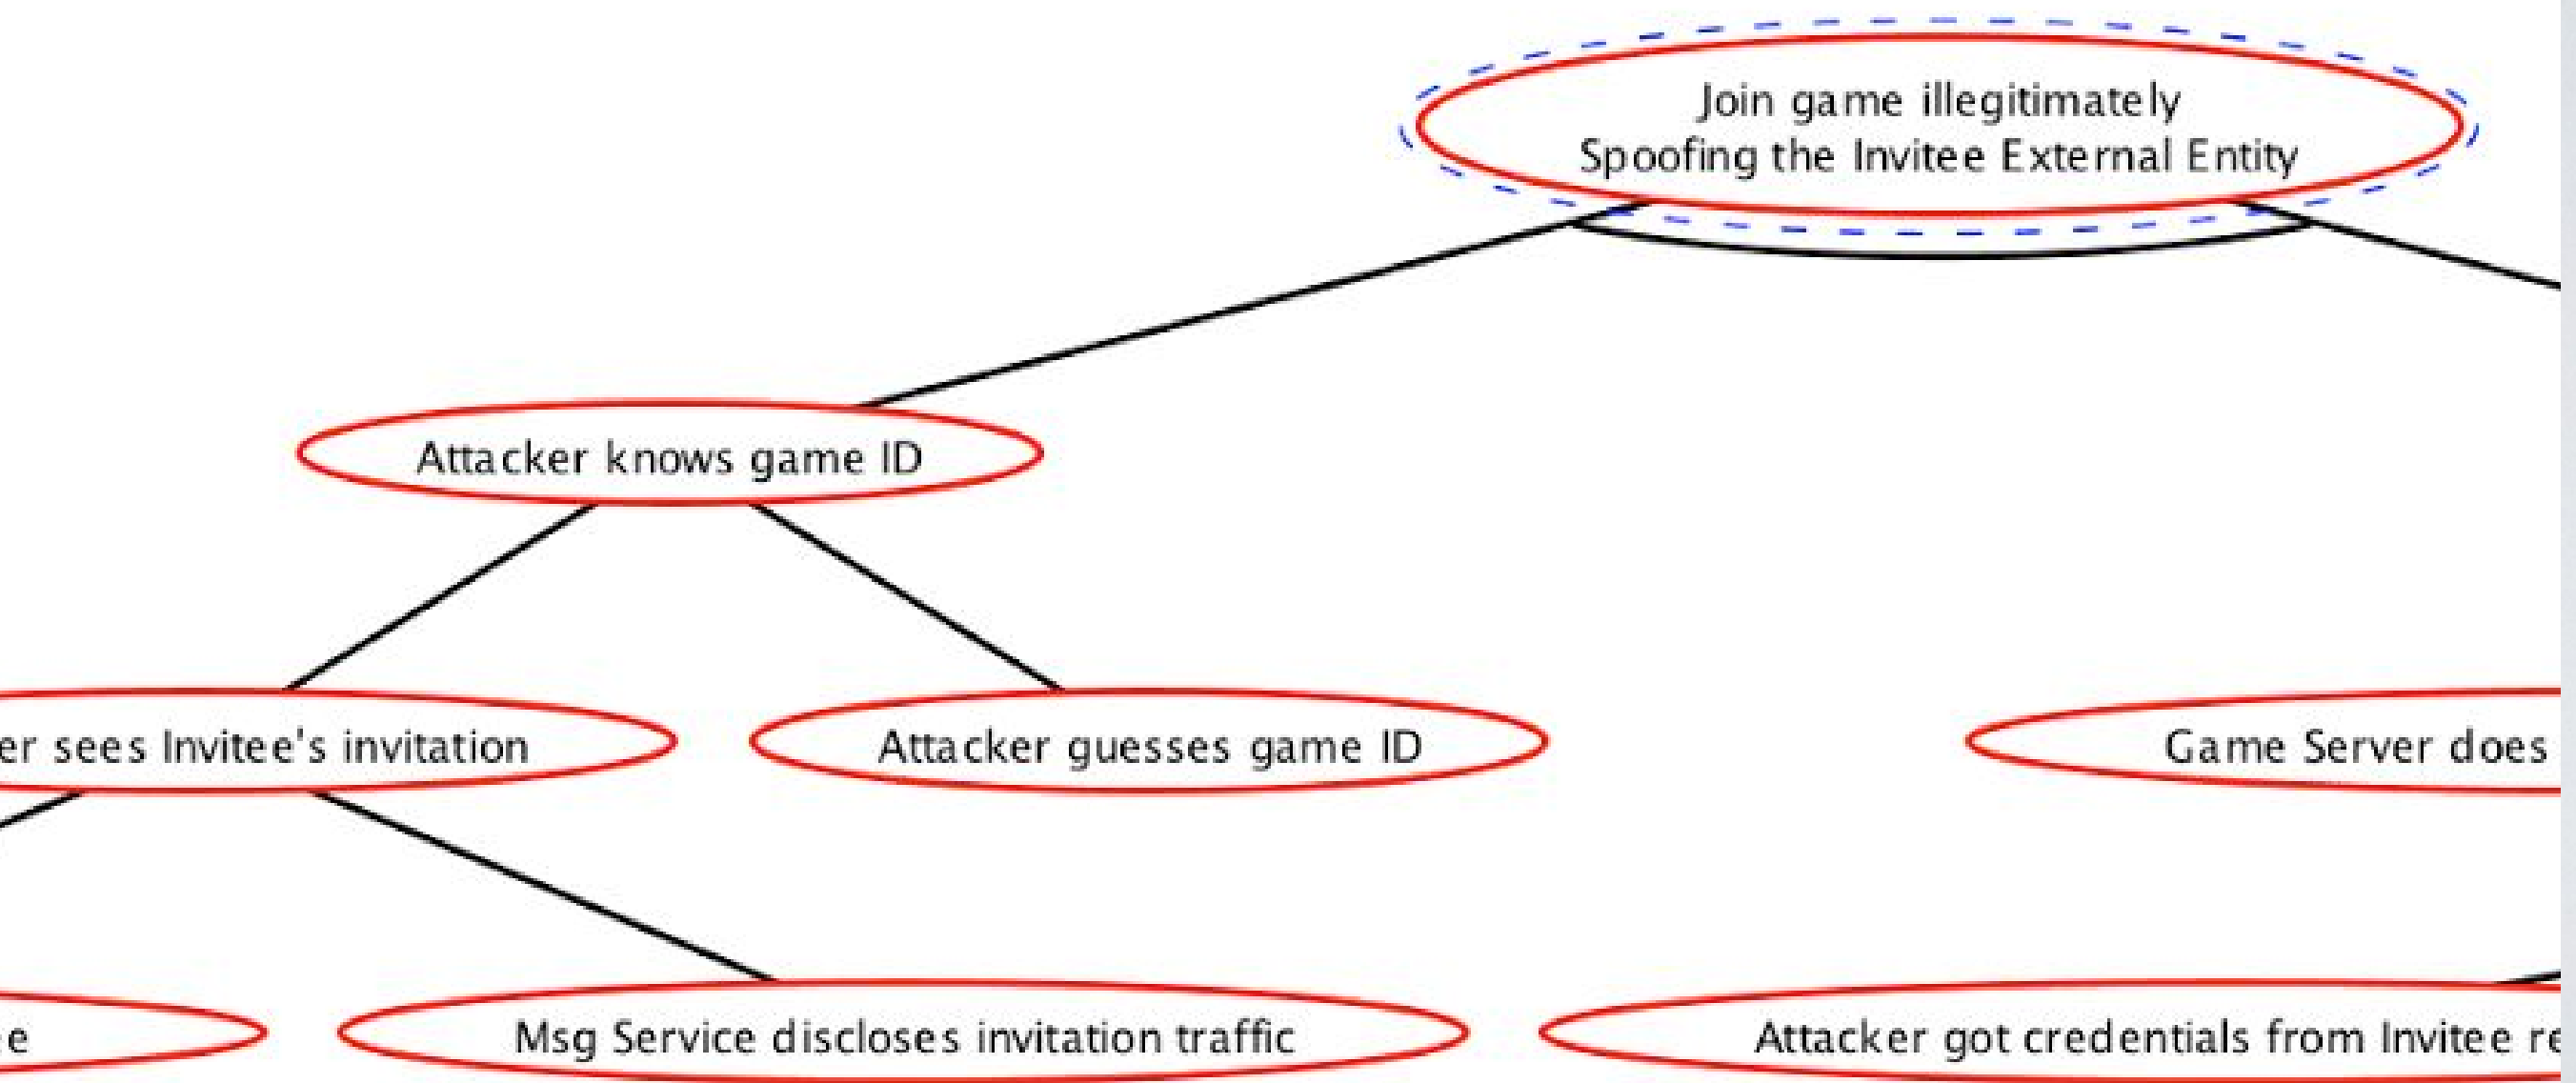 Join game illegitimately
Spoofing the Invitee External Entity
Attacker knows game ID
er sees Invitee's invitation
Attacker guesses game ID
Game Server does
e
Msg Service discloses invitation traffic
Attacker got credentials from Invitee re